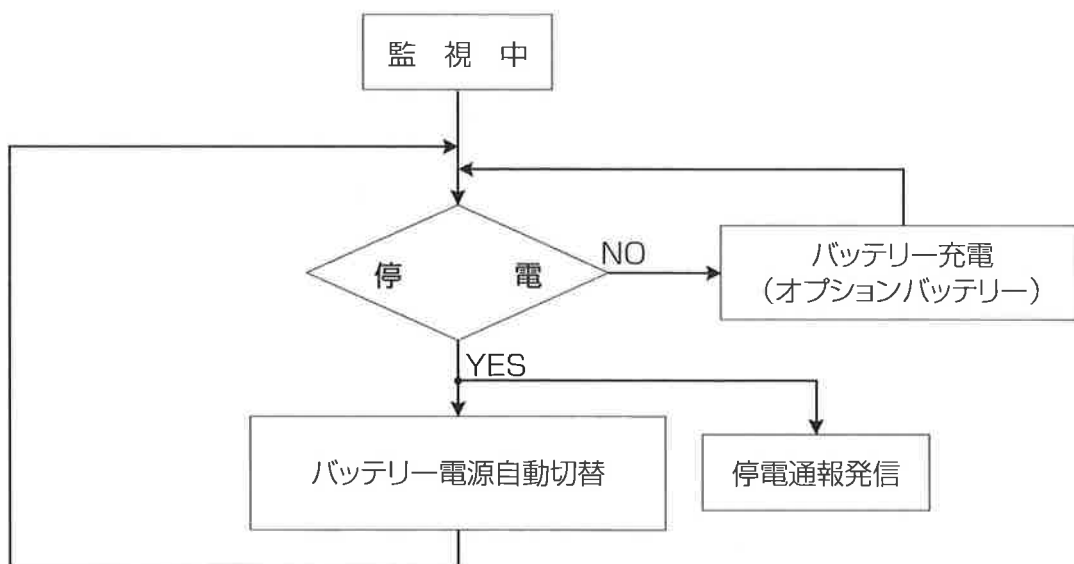 監 視 中
停 電
NO
バッテリー充電
（オプションバッテリー）
YES
バッテリー電源自動切替
停電通報発信